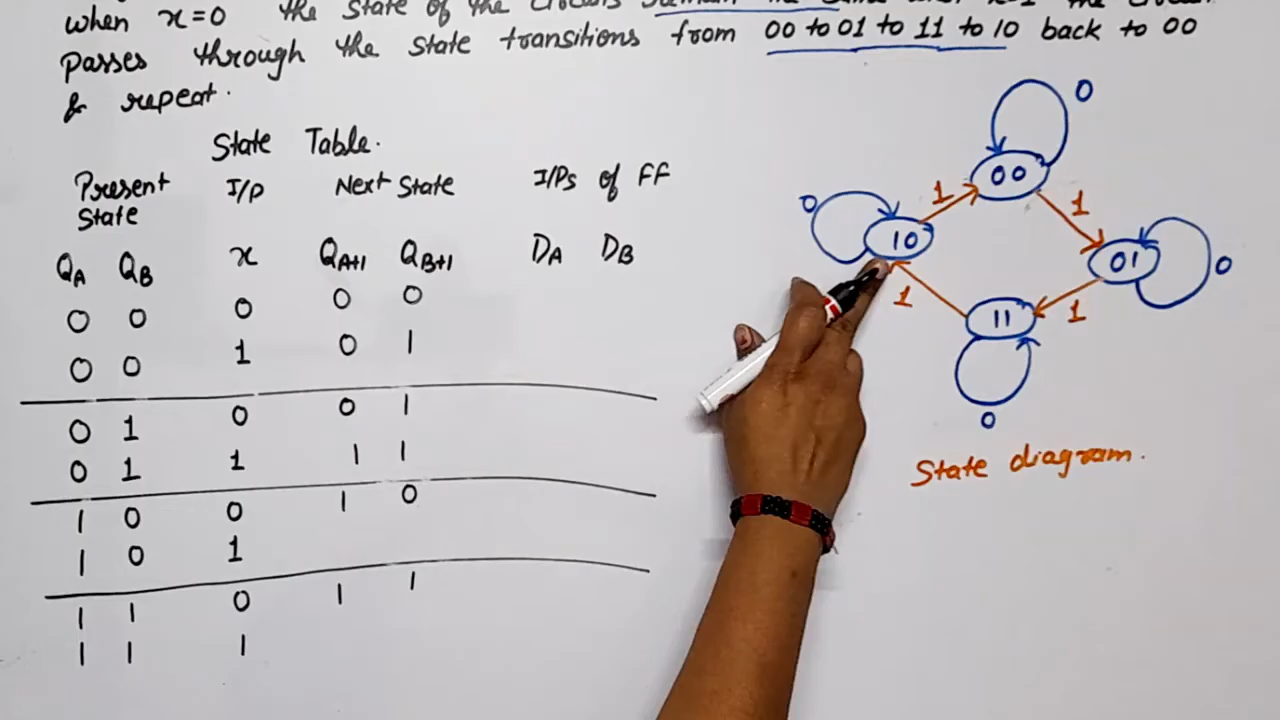 when x=0 the state of the
passes through the state transitions from 00 to 01 to 11 to 10 back to 00
& repeat.
State Table.
Present State I/P Next State I/Ps of FF
QA QB x QA+1 QB+1 DA DB
0 0 0 0 0
0 0 1 0 1
0 1 0 0 1
0 1 1 1 1
1 0 0 1 0
1 0 1
1 1 0 1 1
1 1 1
0
00
1
1
0
10
01
0
1
11
1
0
State diagram.